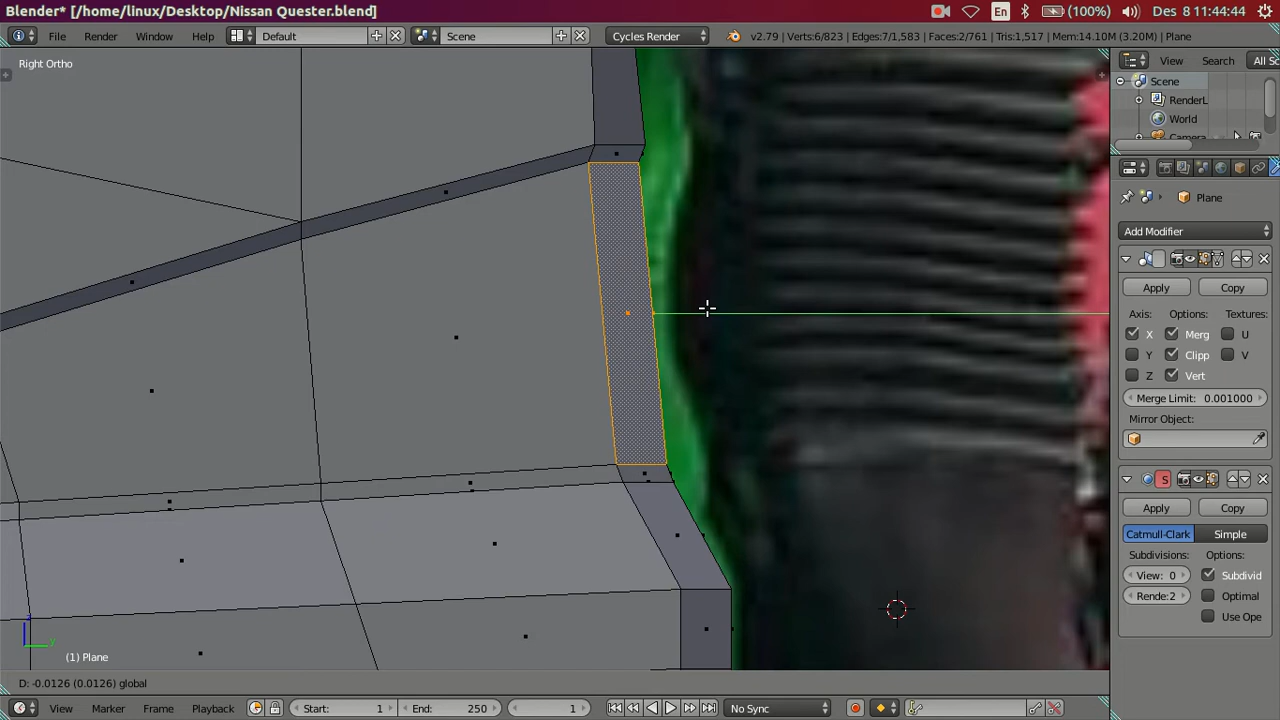 Blender* [/home/linux/Desktop/Nissan Quester.blend]
En (100%) Des 8 11:44:44
File Render Window Help Default Scene Cycles Render v2.79 | Verts:6/823 | Edges:7/1,583 | Faces:2/761 | Tris:1,517 | Mem:14.10M (3.20M) | Plane
Right Ortho
View Search All Sc
Scene
RenderL
World
Camera
Plane
Add Modifier
Apply Copy
Axis: Options: Textures:
X Merg U
Y Clipp V
Z Vert
Merge Limit: 0.001000
Mirror Object:
S
Apply Copy
Catmull-Clark Simple
Subdivisions: Options:
View: 0 Subdivid
Rende:2 Optimal
Use Ope
z
y
(1) Plane
D: -0.0126 (0.0126) global
View Marker Frame Playback Start: 1 End: 250 1 No Sync